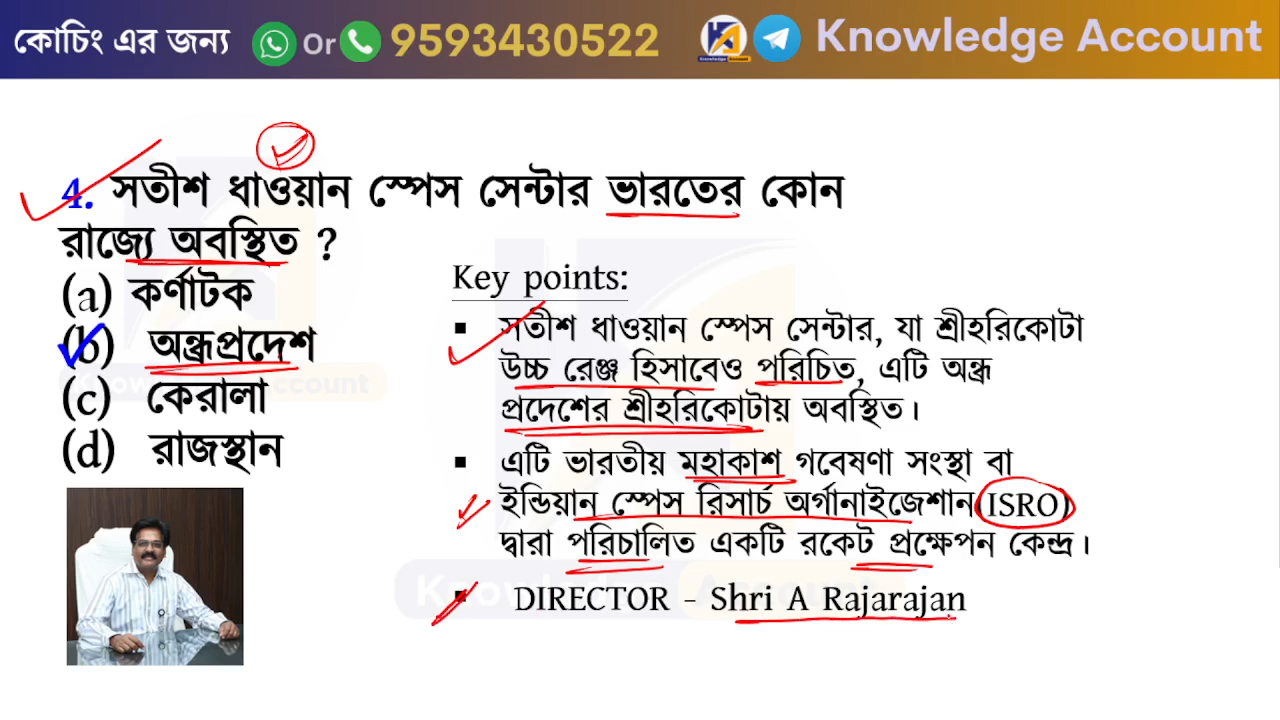 কোচিং এর জন্য Or 9593430522 Knowledge Account
4. সতীশ ধাওয়ান স্পেস সেন্টার ভারতের কোন
রাজ্যে অবস্থিত ?
(a) কর্ণাটক
(b) অন্ধ্রপ্রদেশ
(c) কেরালা
(d) রাজস্থান
Key points:
▪ সতীশ ধাওয়ান স্পেস সেন্টার, যা শ্রীহরিকোটা
উচ্চ রেঞ্জ হিসাবেও পরিচিত, এটি অন্ধ্র
প্রদেশের শ্রীহরিকোটায় অবস্থিত।
▪ এটি ভারতীয় মহাকাশ গবেষণা সংস্থা বা
ইন্ডিয়ান স্পেস রিসার্চ অর্গানাইজেশান (ISRO)
দ্বারা পরিচালিত একটি রকেট প্রক্ষেপন কেন্দ্র।
▪ DIRECTOR - Shri A Rajarajan